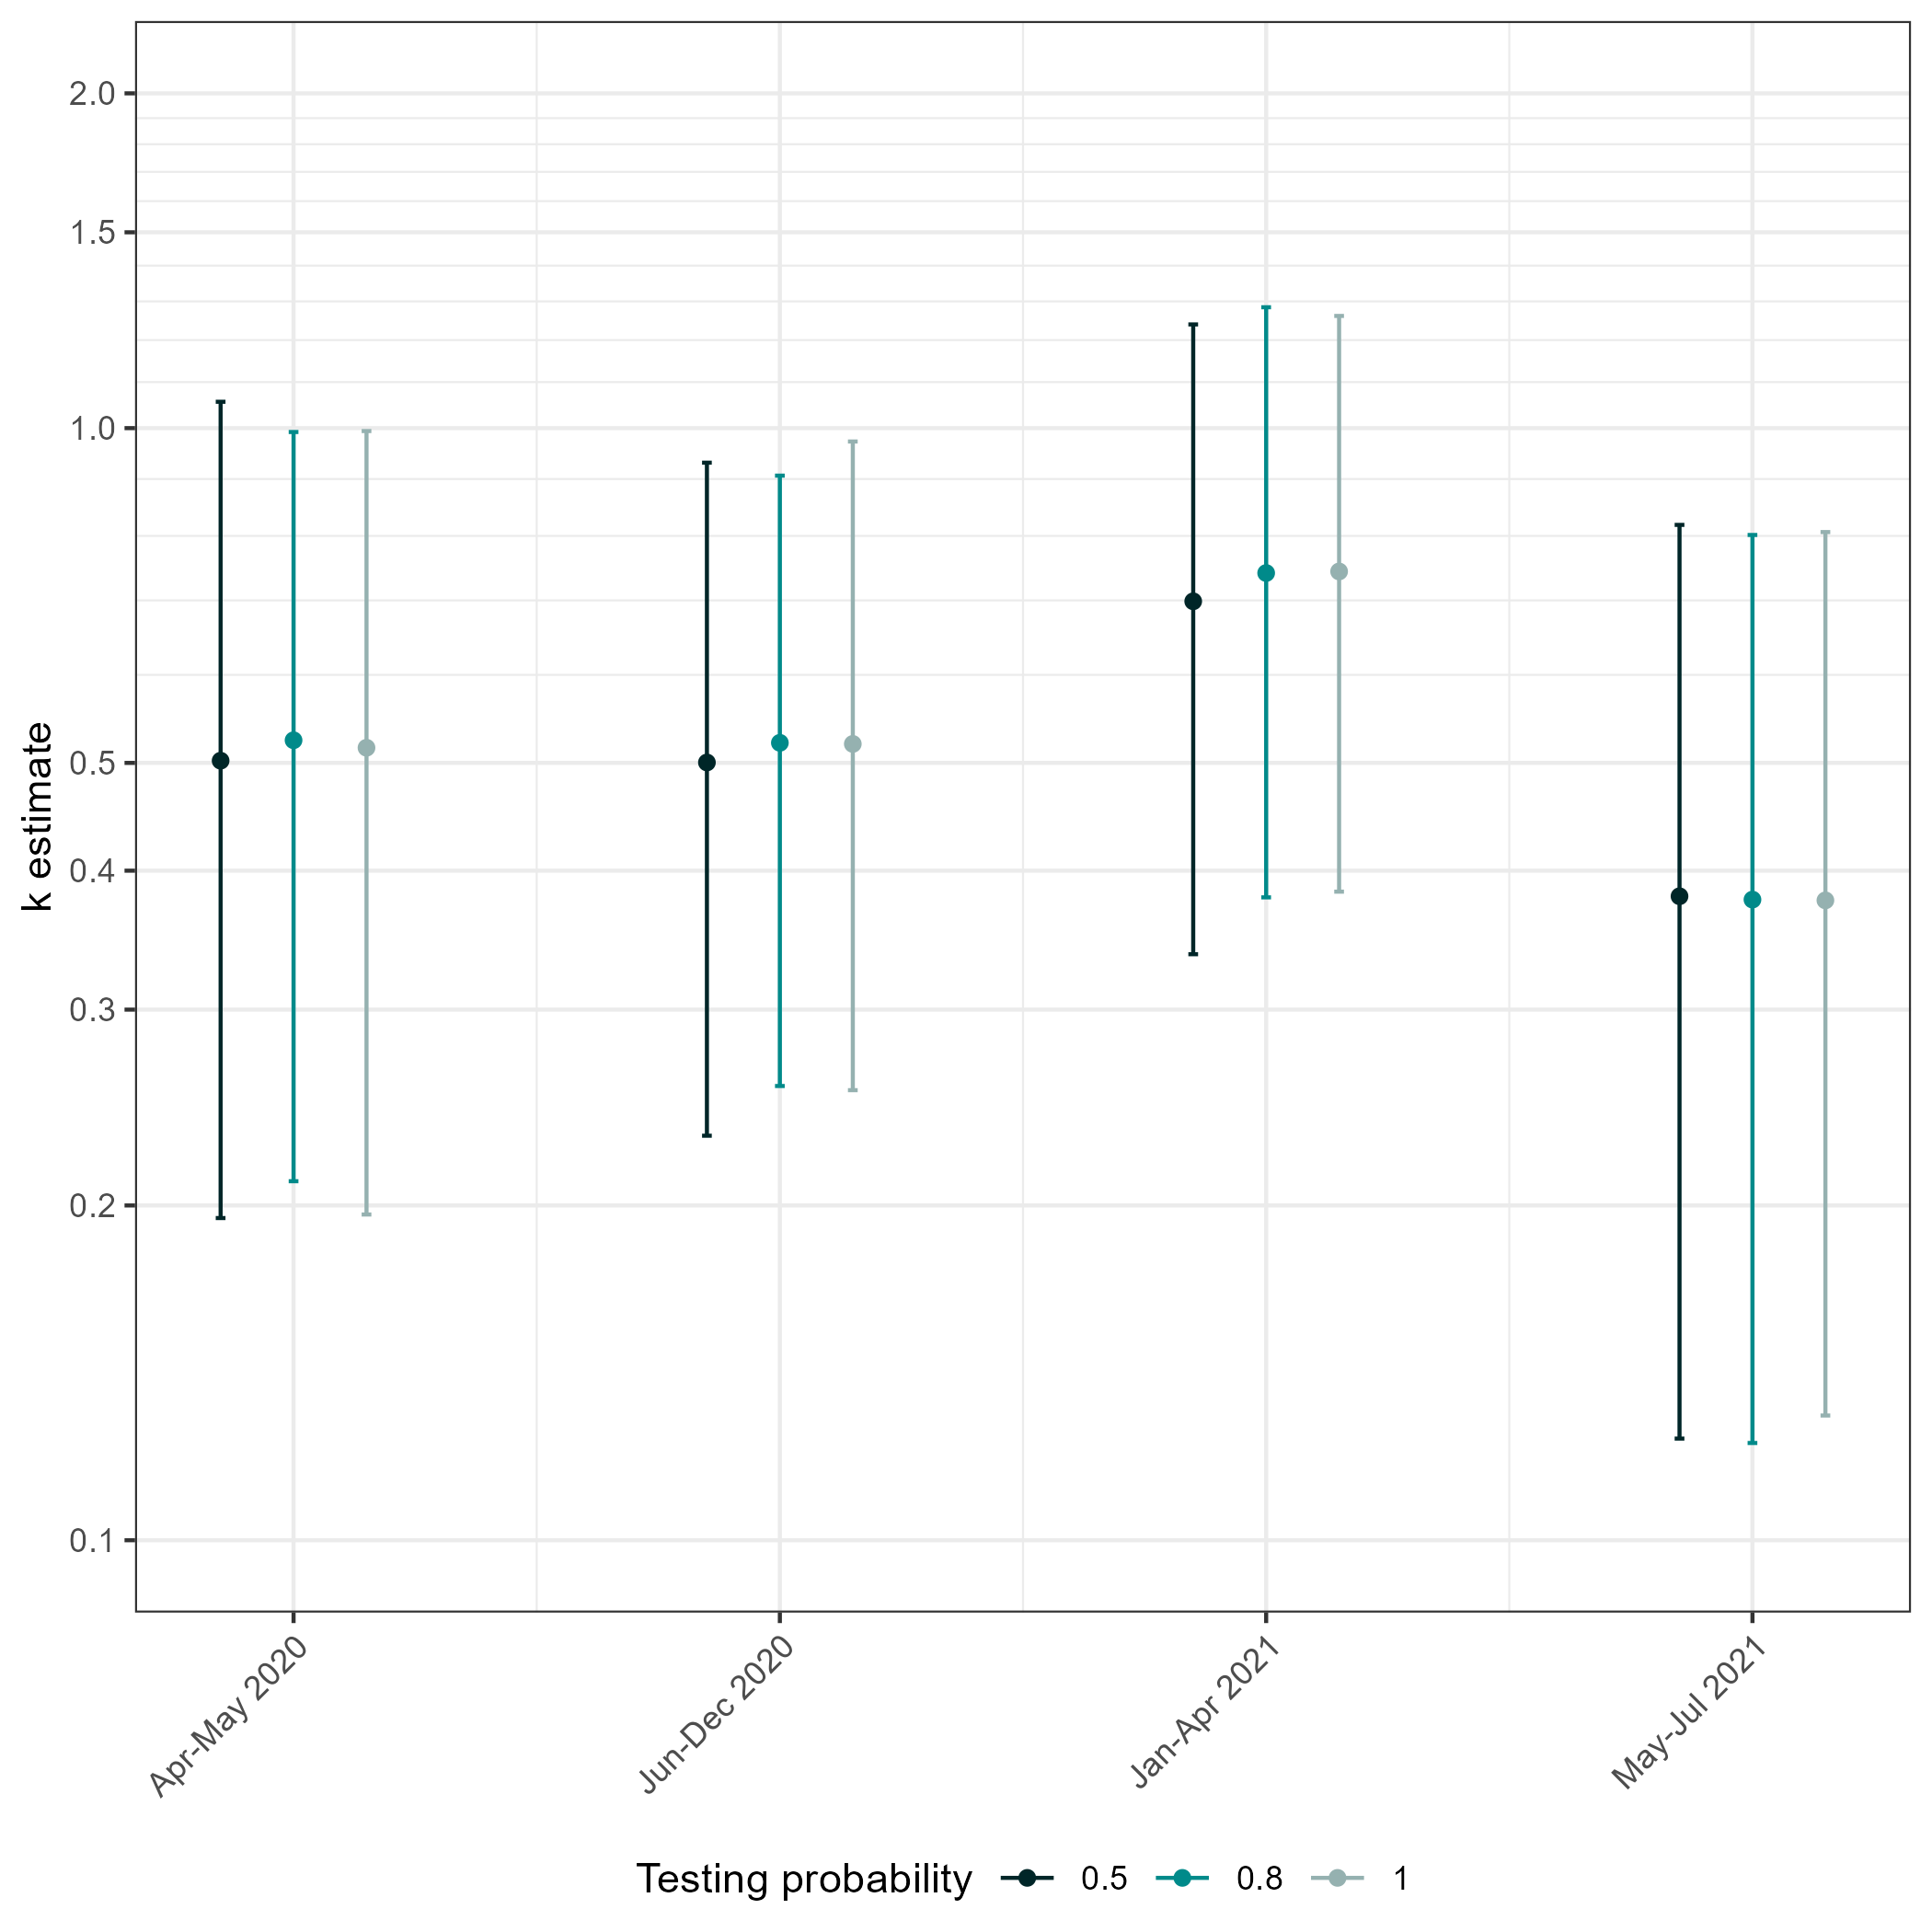 k estimate
2.0
1.5
1.0
0.5
0.4
0.3
0.2
0.1
Apr-May 2020
Jun-Dec 2020
Jan-Apr 2021
May-Jul 2021
Testing probability 0.5 0.8 1